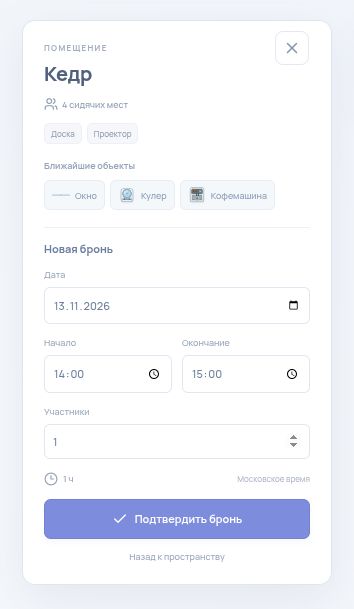 ПОМЕЩЕНИЕ
Кедр
4 сидячих мест
Доска Проектор
Ближайшие объекты
Окно Кулер Кофемашина
Новая бронь
Дата
13.11.2026
Начало Окончание
14:00 15:00
Участники
1
1 ч Московское время
Подтвердить бронь
Назад к пространству